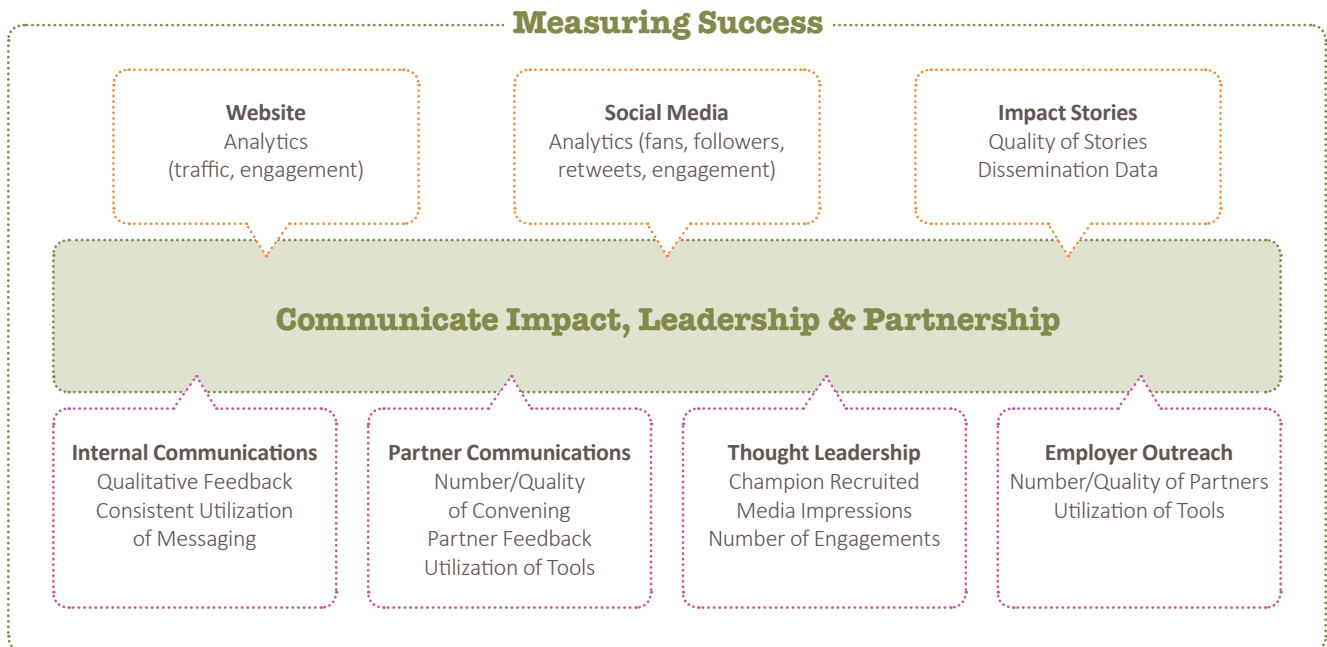 Measuring Success
Website
Analytics
(traffic, engagement)
Social Media
Analytics (fans, followers,
retweets, engagement)
Impact Stories
Quality of Stories
Dissemination Data
Communicate Impact, Leadership & Partnership
Internal Communications
Qualitative Feedback
Consistent Utilization
of Messaging
Partner Communications
Number/Quality
of Convening
Partner Feedback
Utilization of Tools
Thought Leadership
Champion Recruited
Media Impressions
Number of Engagements
Employer Outreach
Number/Quality of Partners
Utilization of Tools